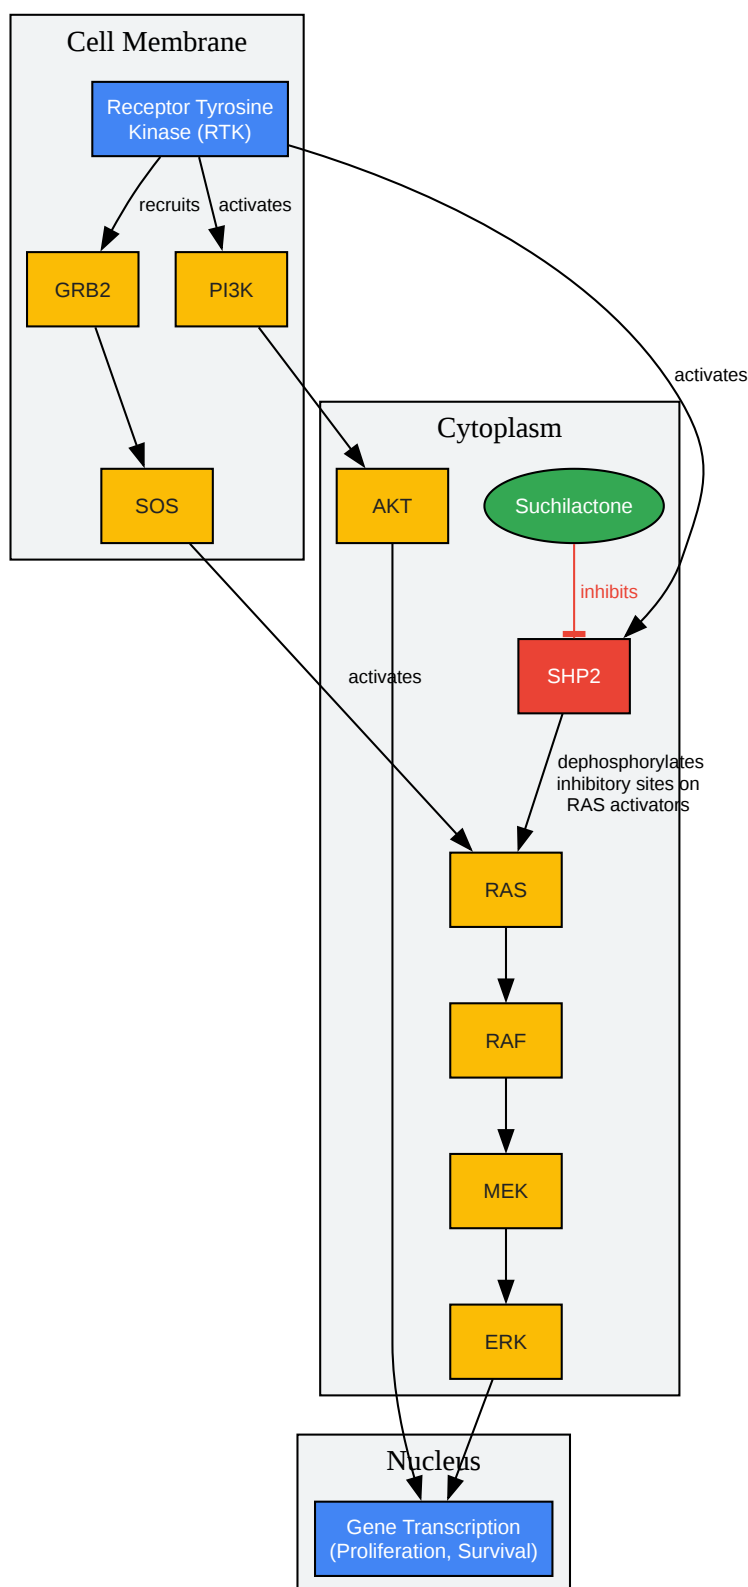 Cell Membrane
Receptor Tyrosine
Kinase (RTK)
recruits
activates
GRB2
PI3K
activates
Cytoplasm
SOS
AKT
Suchilactone
inhibits
activates
SHP2
dephosphorylates
inhibitory sites on
RAS activators
RAS
RAF
MEK
ERK
Nucleus
Gene Transcription
(Proliferation, Survival)